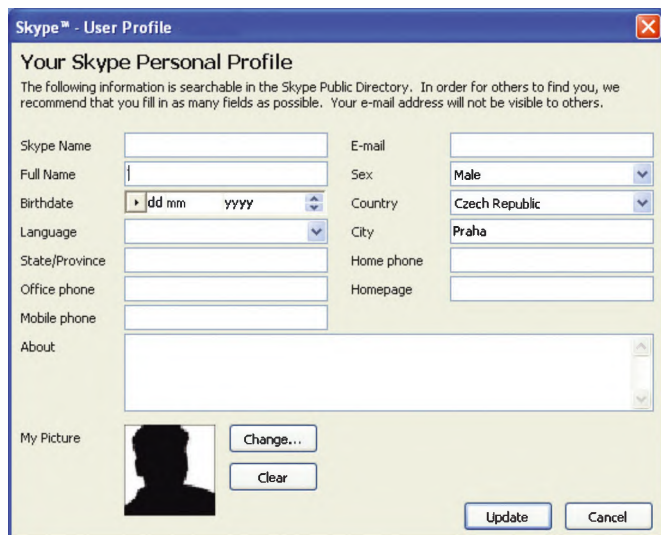 Skype™ - User Profile
Your Skype Personal Profile
The following information is searchable in the Skype Public Directory. In order for others to find you, we
recommend that you fill in as many fields as possible. Your e-mail address will not be visible to others.
Skype Name
E-mail
Full Name
Sex
Male
Birthdate
dd mm yyyy
Country
Czech Republic
Language
City
Praha
State/Province
Home phone
Office phone
Homepage
Mobile phone
About
My Picture
Change...
Clear
Update
Cancel